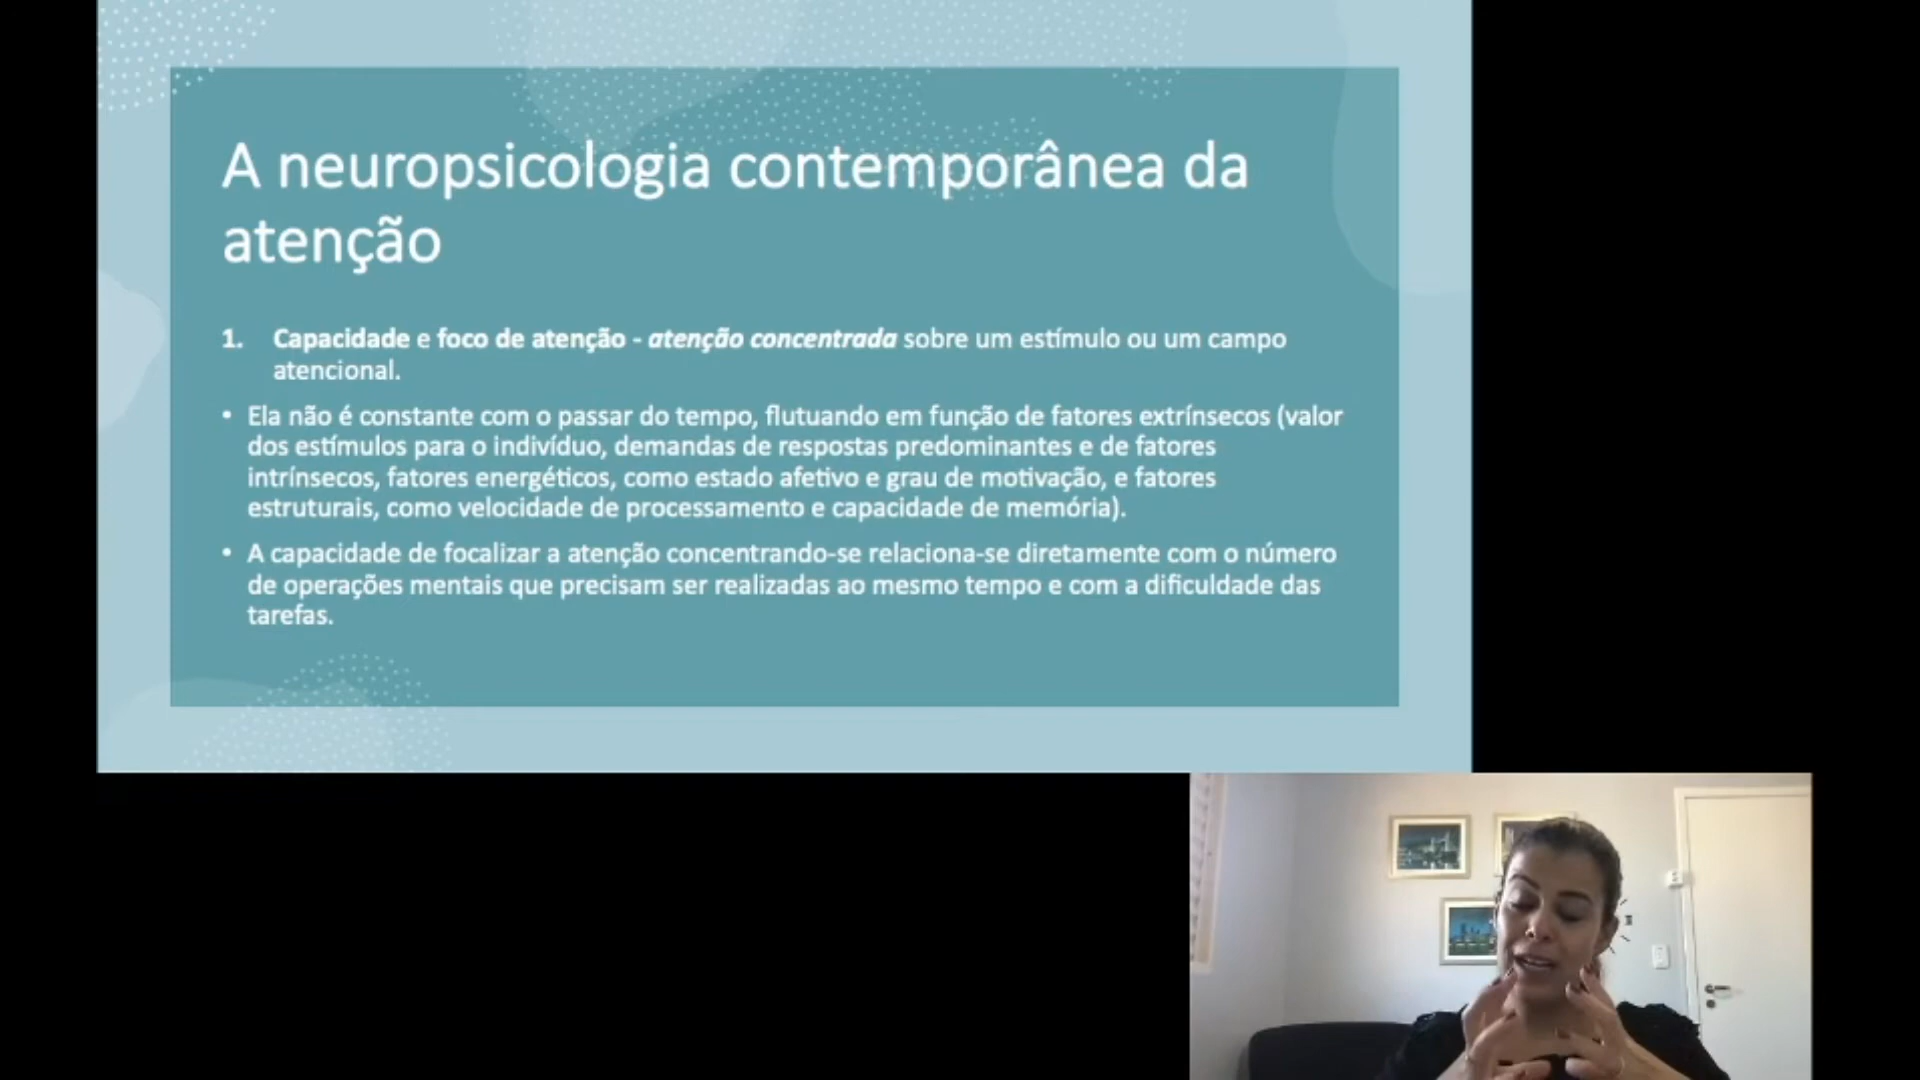 A neuropsicologia contemporânea da
atenção
1. Capacidade e foco de atenção - atenção concentrada sobre um estímulo ou um campo
atencional.
• Ela não é constante com o passar do tempo, flutuando em função de fatores extrínsecos (valor
dos estímulos para o indivíduo, demandas de respostas predominantes e de fatores
intrínsecos, fatores energéticos, como estado afetivo e grau de motivação, e fatores
estruturais, como velocidade de processamento e capacidade de memória).
• A capacidade de focalizar a atenção concentrando-se relaciona-se diretamente com o número
de operações mentais que precisam ser realizadas ao mesmo tempo e com a dificuldade das
tarefas.